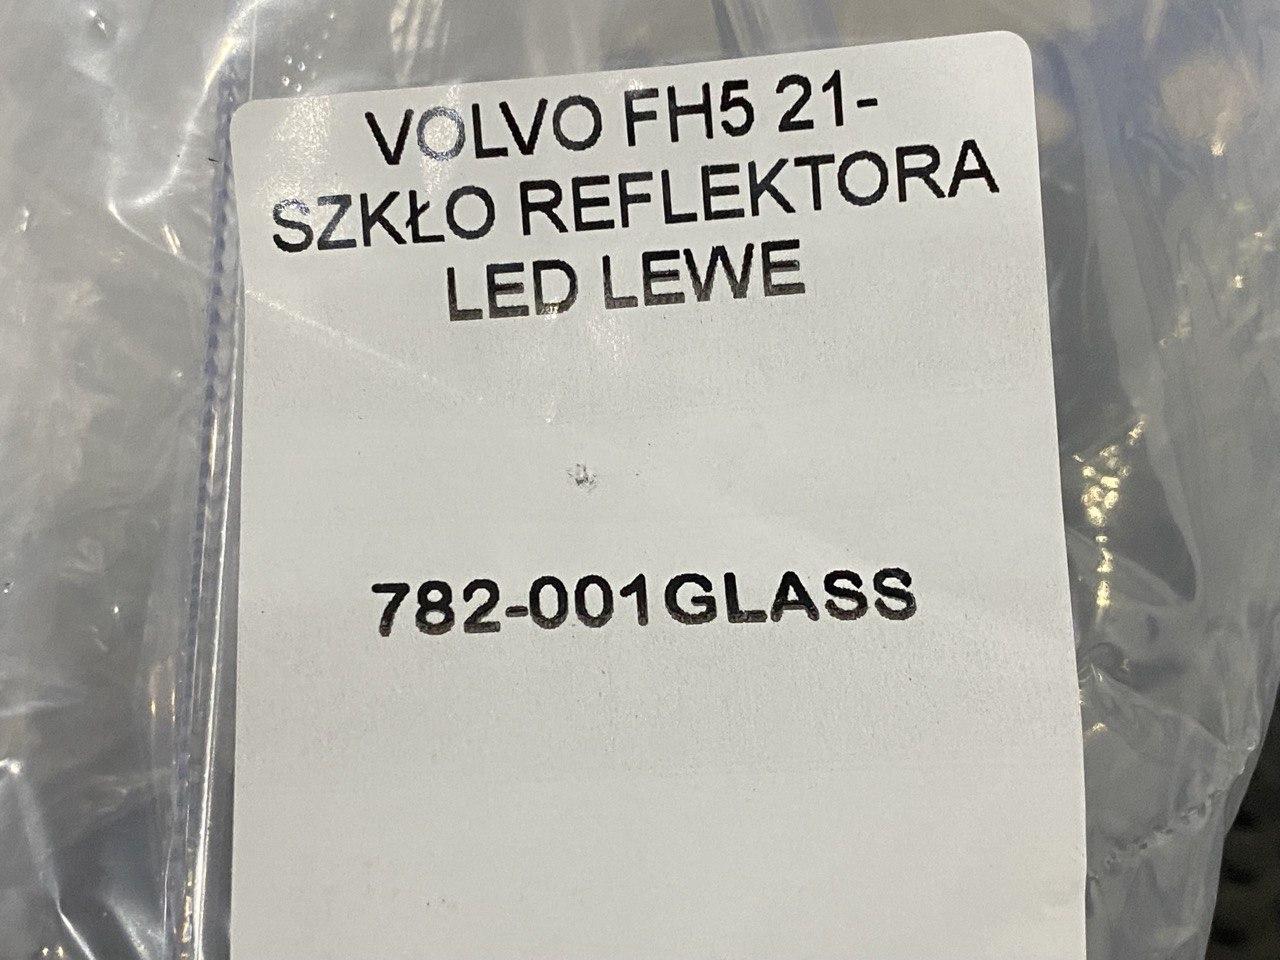 VOLVO FH5 21-
SZKŁO REFLEKTORA
LED LEWE
782-001GLASS